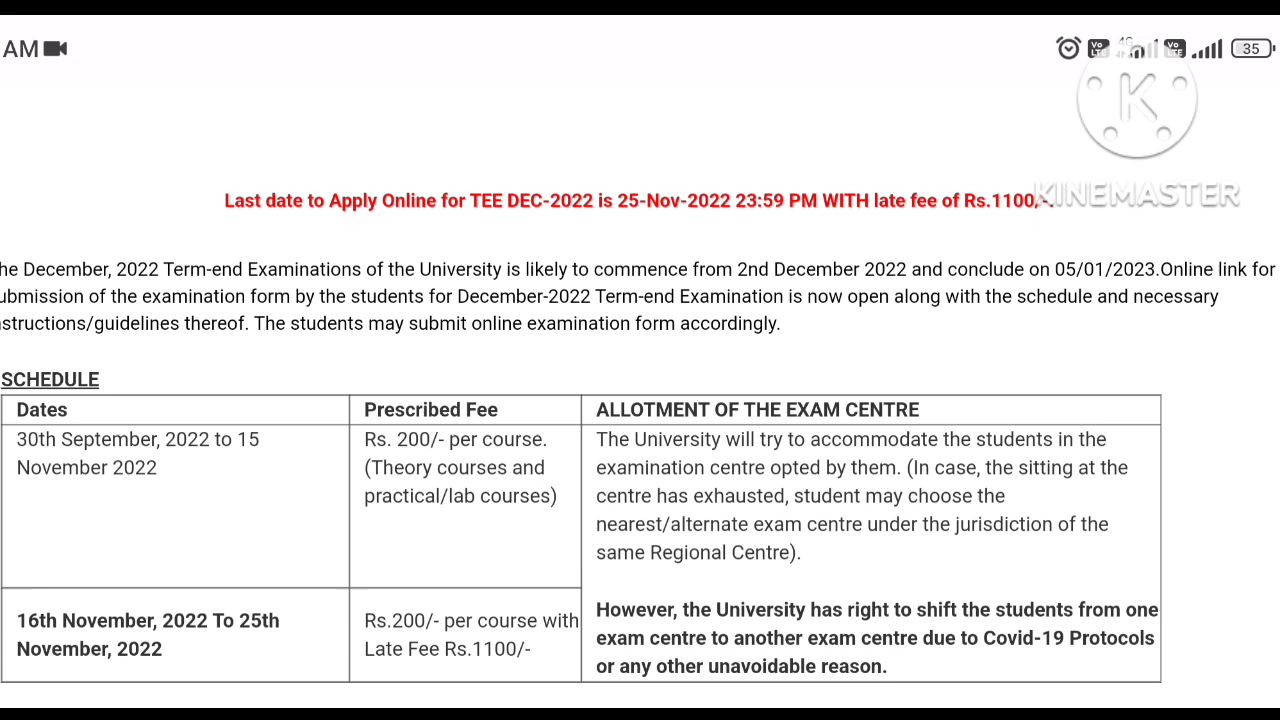 AM
Vo LTE 4G Vo LTE 35
K
KINEMASTER
Last date to Apply Online for TEE DEC-2022 is 25-Nov-2022 23:59 PM WITH late fee of Rs.1100/-.
he December, 2022 Term-end Examinations of the University is likely to commence from 2nd December 2022 and conclude on 05/01/2023.Online link for
ubmission of the examination form by the students for December-2022 Term-end Examination is now open along with the schedule and necessary
nstructions/guidelines thereof. The students may submit online examination form accordingly.
SCHEDULE
Dates Prescribed Fee ALLOTMENT OF THE EXAM CENTRE
30th September, 2022 to 15 Rs. 200/- per course. The University will try to accommodate the students in the
November 2022 (Theory courses and examination centre opted by them. (In case, the sitting at the
practical/lab courses) centre has exhausted, student may choose the
nearest/alternate exam centre under the jurisdiction of the
same Regional Centre).
However, the University has right to shift the students from one
16th November, 2022 To 25th Rs.200/- per course with exam centre to another exam centre due to Covid-19 Protocols
November, 2022 Late Fee Rs.1100/- or any other unavoidable reason.